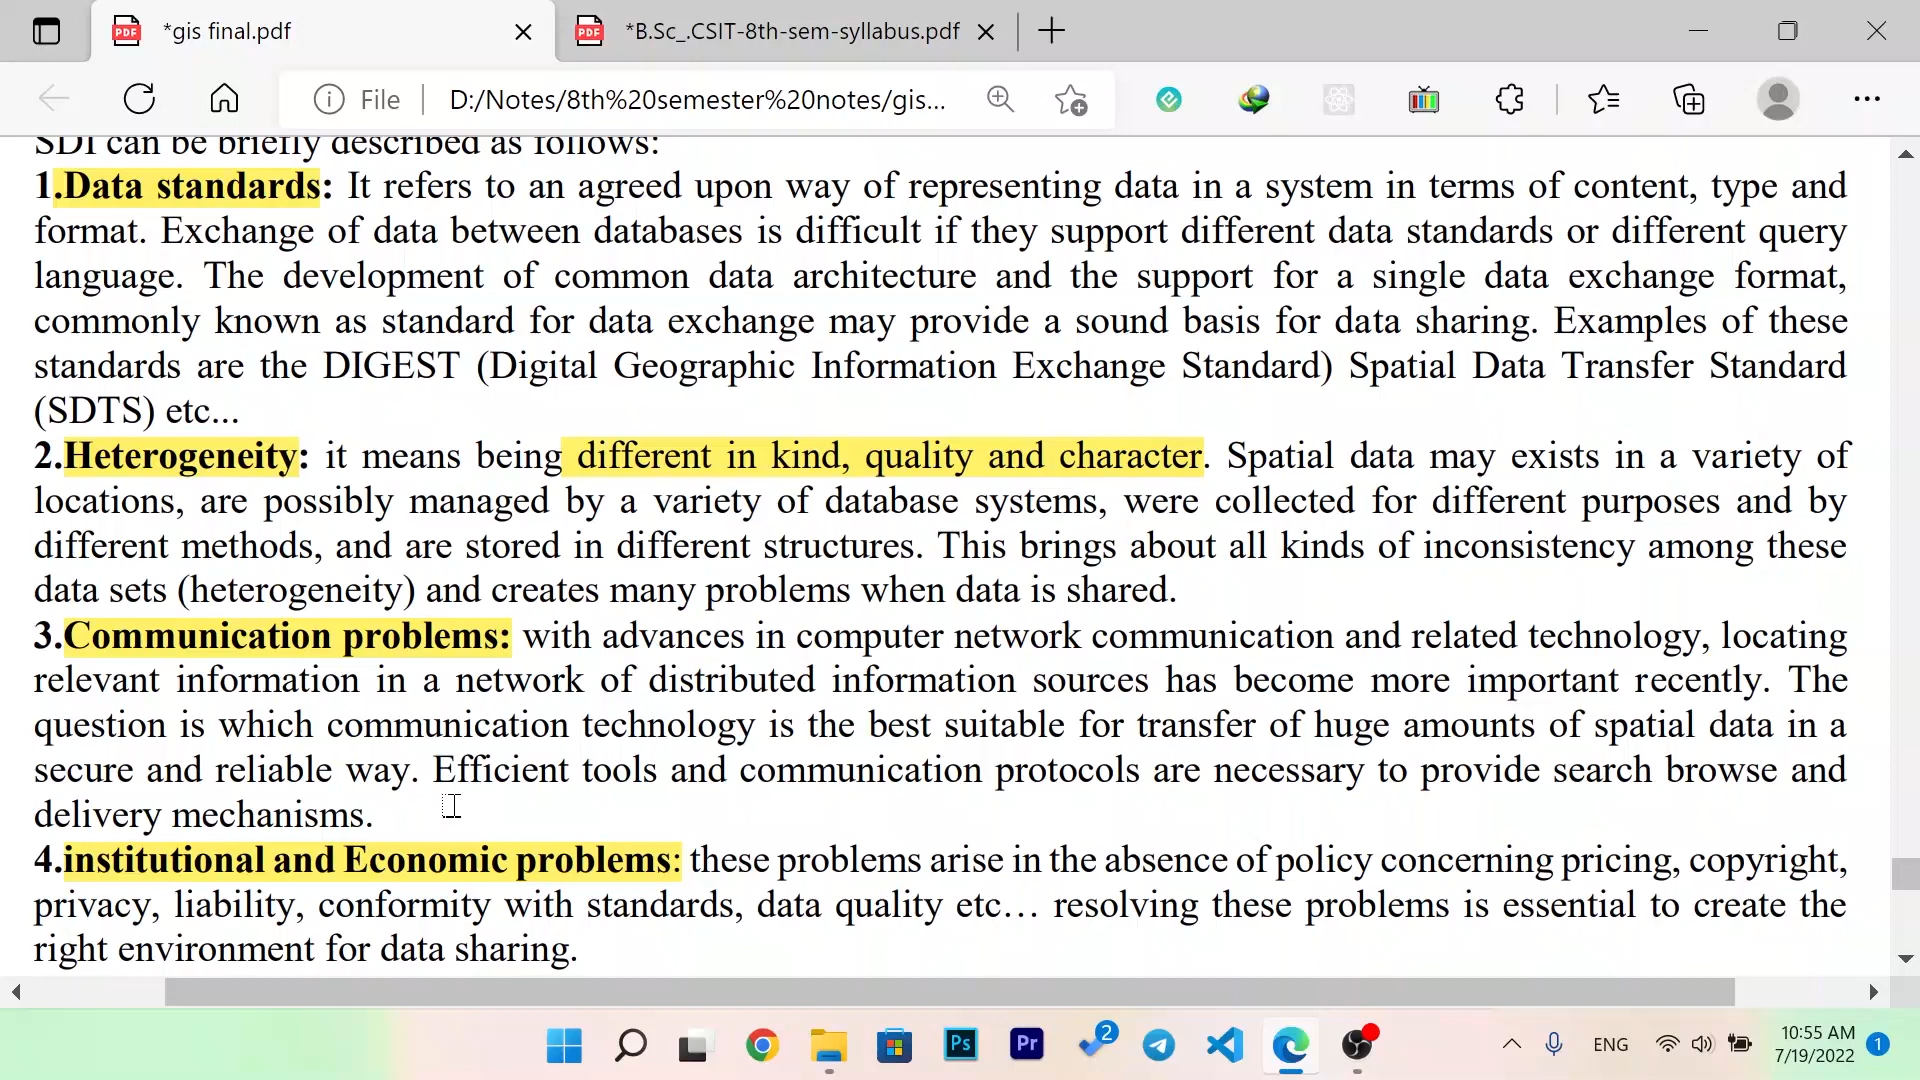 *gis final.pdf
*B.Sc_.CSIT-8th-sem-syllabus.pdf
File
D:/Notes/8th%20semester%20notes/gis...
SDI can be briefly described as follows:
1.Data standards: It refers to an agreed upon way of representing data in a system in terms of content, type and
format. Exchange of data between databases is difficult if they support different data standards or different query
language. The development of common data architecture and the support for a single data exchange format,
commonly known as standard for data exchange may provide a sound basis for data sharing. Examples of these
standards are the DIGEST (Digital Geographic Information Exchange Standard) Spatial Data Transfer Standard
(SDTS) etc...
2.Heterogeneity: it means being different in kind, quality and character. Spatial data may exists in a variety of
locations, are possibly managed by a variety of database systems, were collected for different purposes and by
different methods, and are stored in different structures. This brings about all kinds of inconsistency among these
data sets (heterogeneity) and creates many problems when data is shared.
3.Communication problems: with advances in computer network communication and related technology, locating
relevant information in a network of distributed information sources has become more important recently. The
question is which communication technology is the best suitable for transfer of huge amounts of spatial data in a
secure and reliable way. Efficient tools and communication protocols are necessary to provide search browse and
delivery mechanisms.
4.institutional and Economic problems: these problems arise in the absence of policy concerning pricing, copyright,
privacy, liability, conformity with standards, data quality etc… resolving these problems is essential to create the
right environment for data sharing.
Ps
Pr
2
ENG
10:55 AM
7/19/2022
1